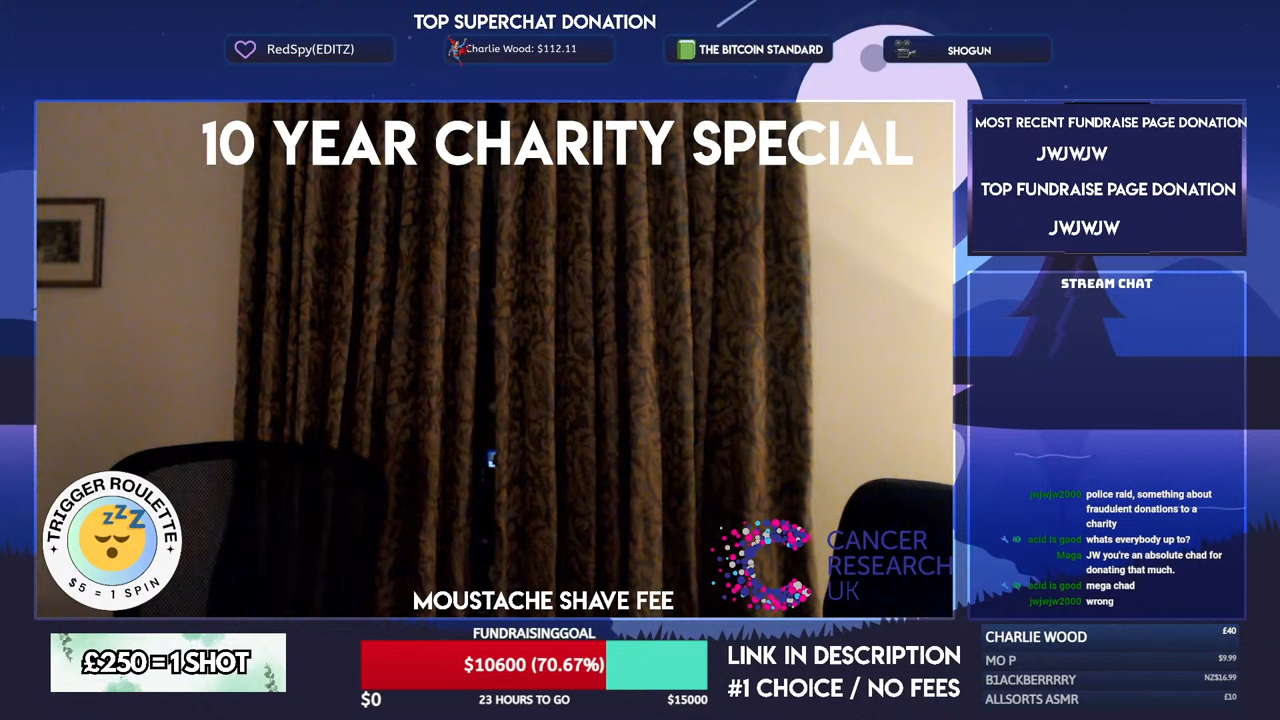 TOP SUPERCHAT DONATION
RedSpy(EDITZ)
Charlie Wood: $112.11
THE BITCOIN STANDARD
SHOGUN
10 YEAR CHARITY SPECIAL
MOST RECENT FUNDRAISE PAGE DONATION
JWJWJW
TOP FUNDRAISE PAGE DONATION
JWJWJW
STREAM CHAT
jwjwjw2000 police raid, something about
fraudulent donations to a
charity
acid is good whats everybody up to?
Maga JW you're an absolute chad for
donating that much.
acid is good mega chad
jwjwjw2000 wrong
TRIGGER ROULETTE
zzz
$5 = 1 SPIN
CANCER
RESEARCH
UK
MOUSTACHE SHAVE FEE
£250 = 1 SHOT
FUNDRAISINGGOAL
$10600 (70.67%)
$0
23 HOURS TO GO
$15000
LINK IN DESCRIPTION
#1 CHOICE / NO FEES
CHARLIE WOOD £40
MO P $9.99
B1ACKBERRRRY NZ$16.99
ALLSORTS ASMR £10